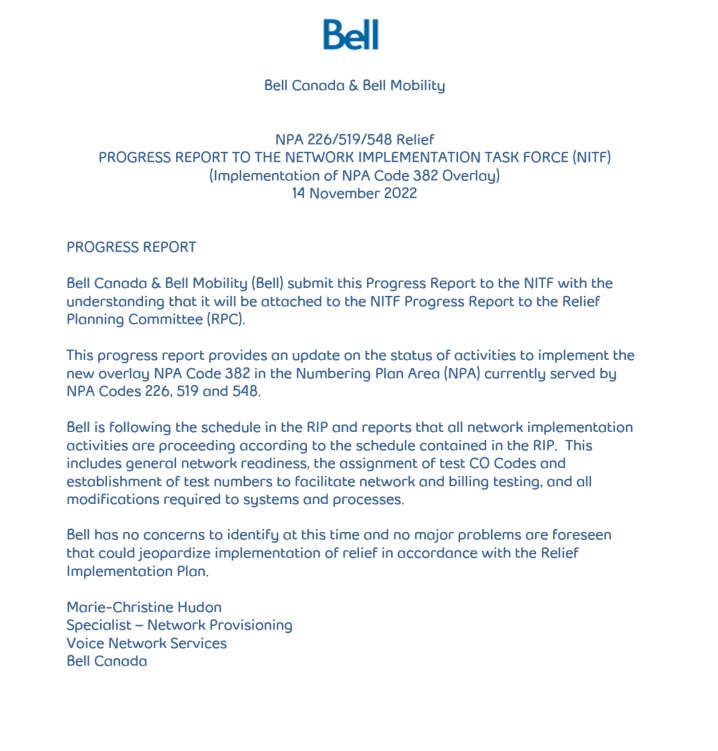 Bell
Bell Canada & Bell Mobility
NPA 226/519/548 Relief
PROGRESS REPORT TO THE NETWORK IMPLEMENTATION TASK FORCE (NITF)
(Implementation of NPA Code 382 Overlay)
14 November 2022
PROGRESS REPORT
Bell Canada & Bell Mobility (Bell) submit this Progress Report to the NITF with the
understanding that it will be attached to the NITF Progress Report to the Relief
Planning Committee (RPC).
This progress report provides an update on the status of activities to implement the
new overlay NPA Code 382 in the Numbering Plan Area (NPA) currently served by
NPA Codes 226, 519 and 548.
Bell is following the schedule in the RIP and reports that all network implementation
activities are proceeding according to the schedule contained in the RIP.  This
includes general network readiness, the assignment of test CO Codes and
establishment of test numbers to facilitate network and billing testing, and all
modifications required to systems and processes.
Bell has no concerns to identify at this time and no major problems are foreseen
that could jeopardize implementation of relief in accordance with the Relief
Implementation Plan.
Marie-Christine Hudon
Specialist – Network Provisioning
Voice Network Services
Bell Canada